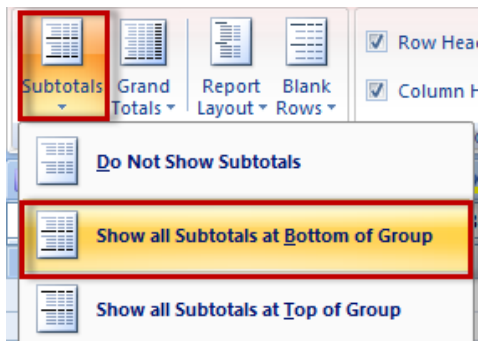 Subtotals Grand Totals Report Layout Blank Rows
Row Hea
Column H
Do Not Show Subtotals
Show all Subtotals at Bottom of Group
Show all Subtotals at Top of Group